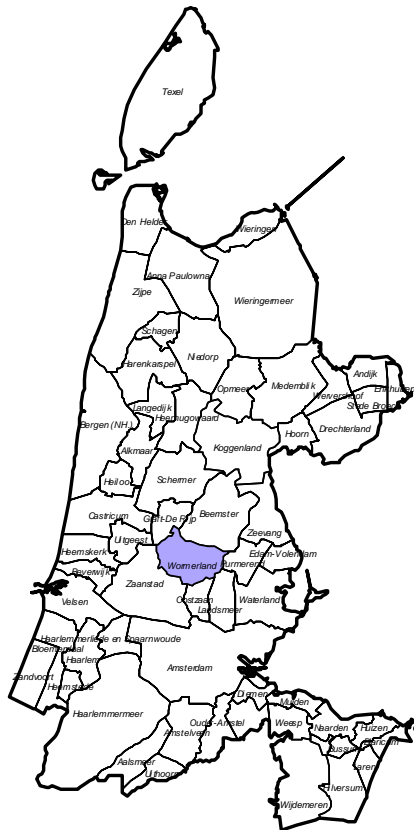 Texel
Den Helder
Wieringen
Anna Paulowna
Zijpe
Wieringermeer
Schagen
Niedorp
Harenkarspel
Andijk
Opmeer
Medemblik
Enkhuizen
Wervershoof
Stede Broec
Langedijk
Heerhugowaard
Bergen (NH.)
Drechterland
Hoorn
Koggenland
Alkmaar
Schermer
Heiloo
Beemster
Castricum
Graft-De Rijp
Zeevang
Uitgeest
Heemskerk
Edam-Volendam
Wormerland
Purmerend
Beverwijk
Zaanstad
Velsen
Oostzaan
Waterland
Landsmeer
Haarlemmerliede en Spaarnwoude
Bloemendaal
Haarlem
Amsterdam
Zandvoort
Heemstede
Diemen
Muiden
Haarlemmermeer
Ouder-Amstel
Weesp
Naarden
Huizen
Amstelveen
Bussum
Blaricum
Aalsmeer
Laren
Uithoorn
Hilversum
Wijdemeren